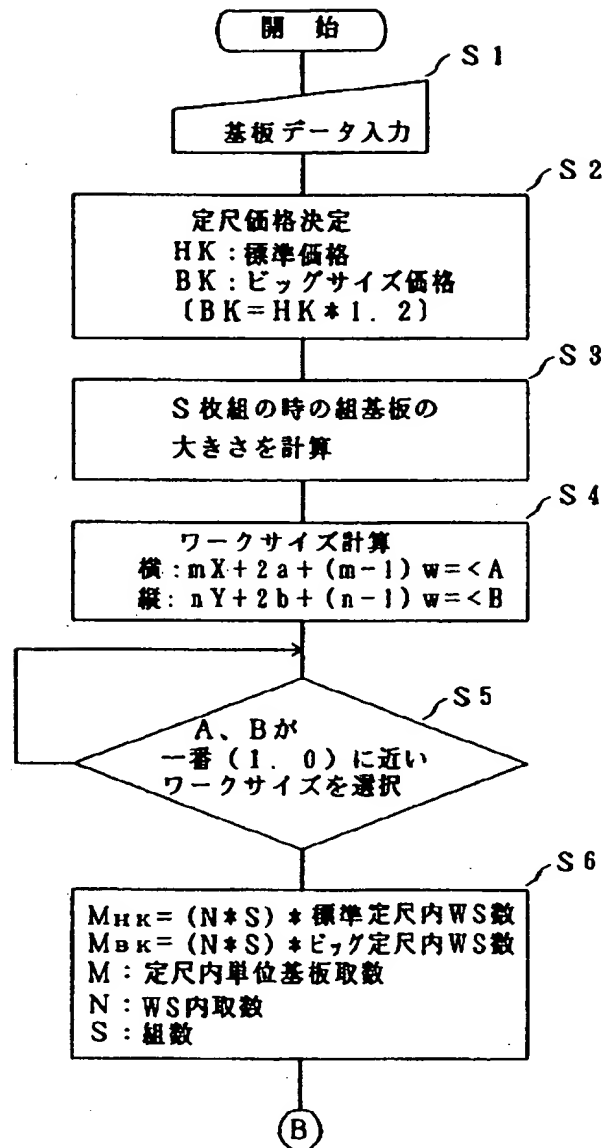 開 始
S1
基板データ入力
S2
定尺価格決定
HK:標準価格
BK:ビッグサイズ価格
(BK=HK*1.2)
S3
S枚組の時の組基板の
大きさを計算
S4
ワークサイズ計算
横:mX+2a+(m-1)w=<A
縦:nY+2b+(n-1)w=<B
S5
A、Bが
一番(1.0)に近い
ワークサイズを選択
S6
MHK=(N*S)*標準定尺内WS数
MBK=(N*S)*ビッグ定尺内WS数
M:定尺内単位基板取数
N:WS内取数
S:組数
B